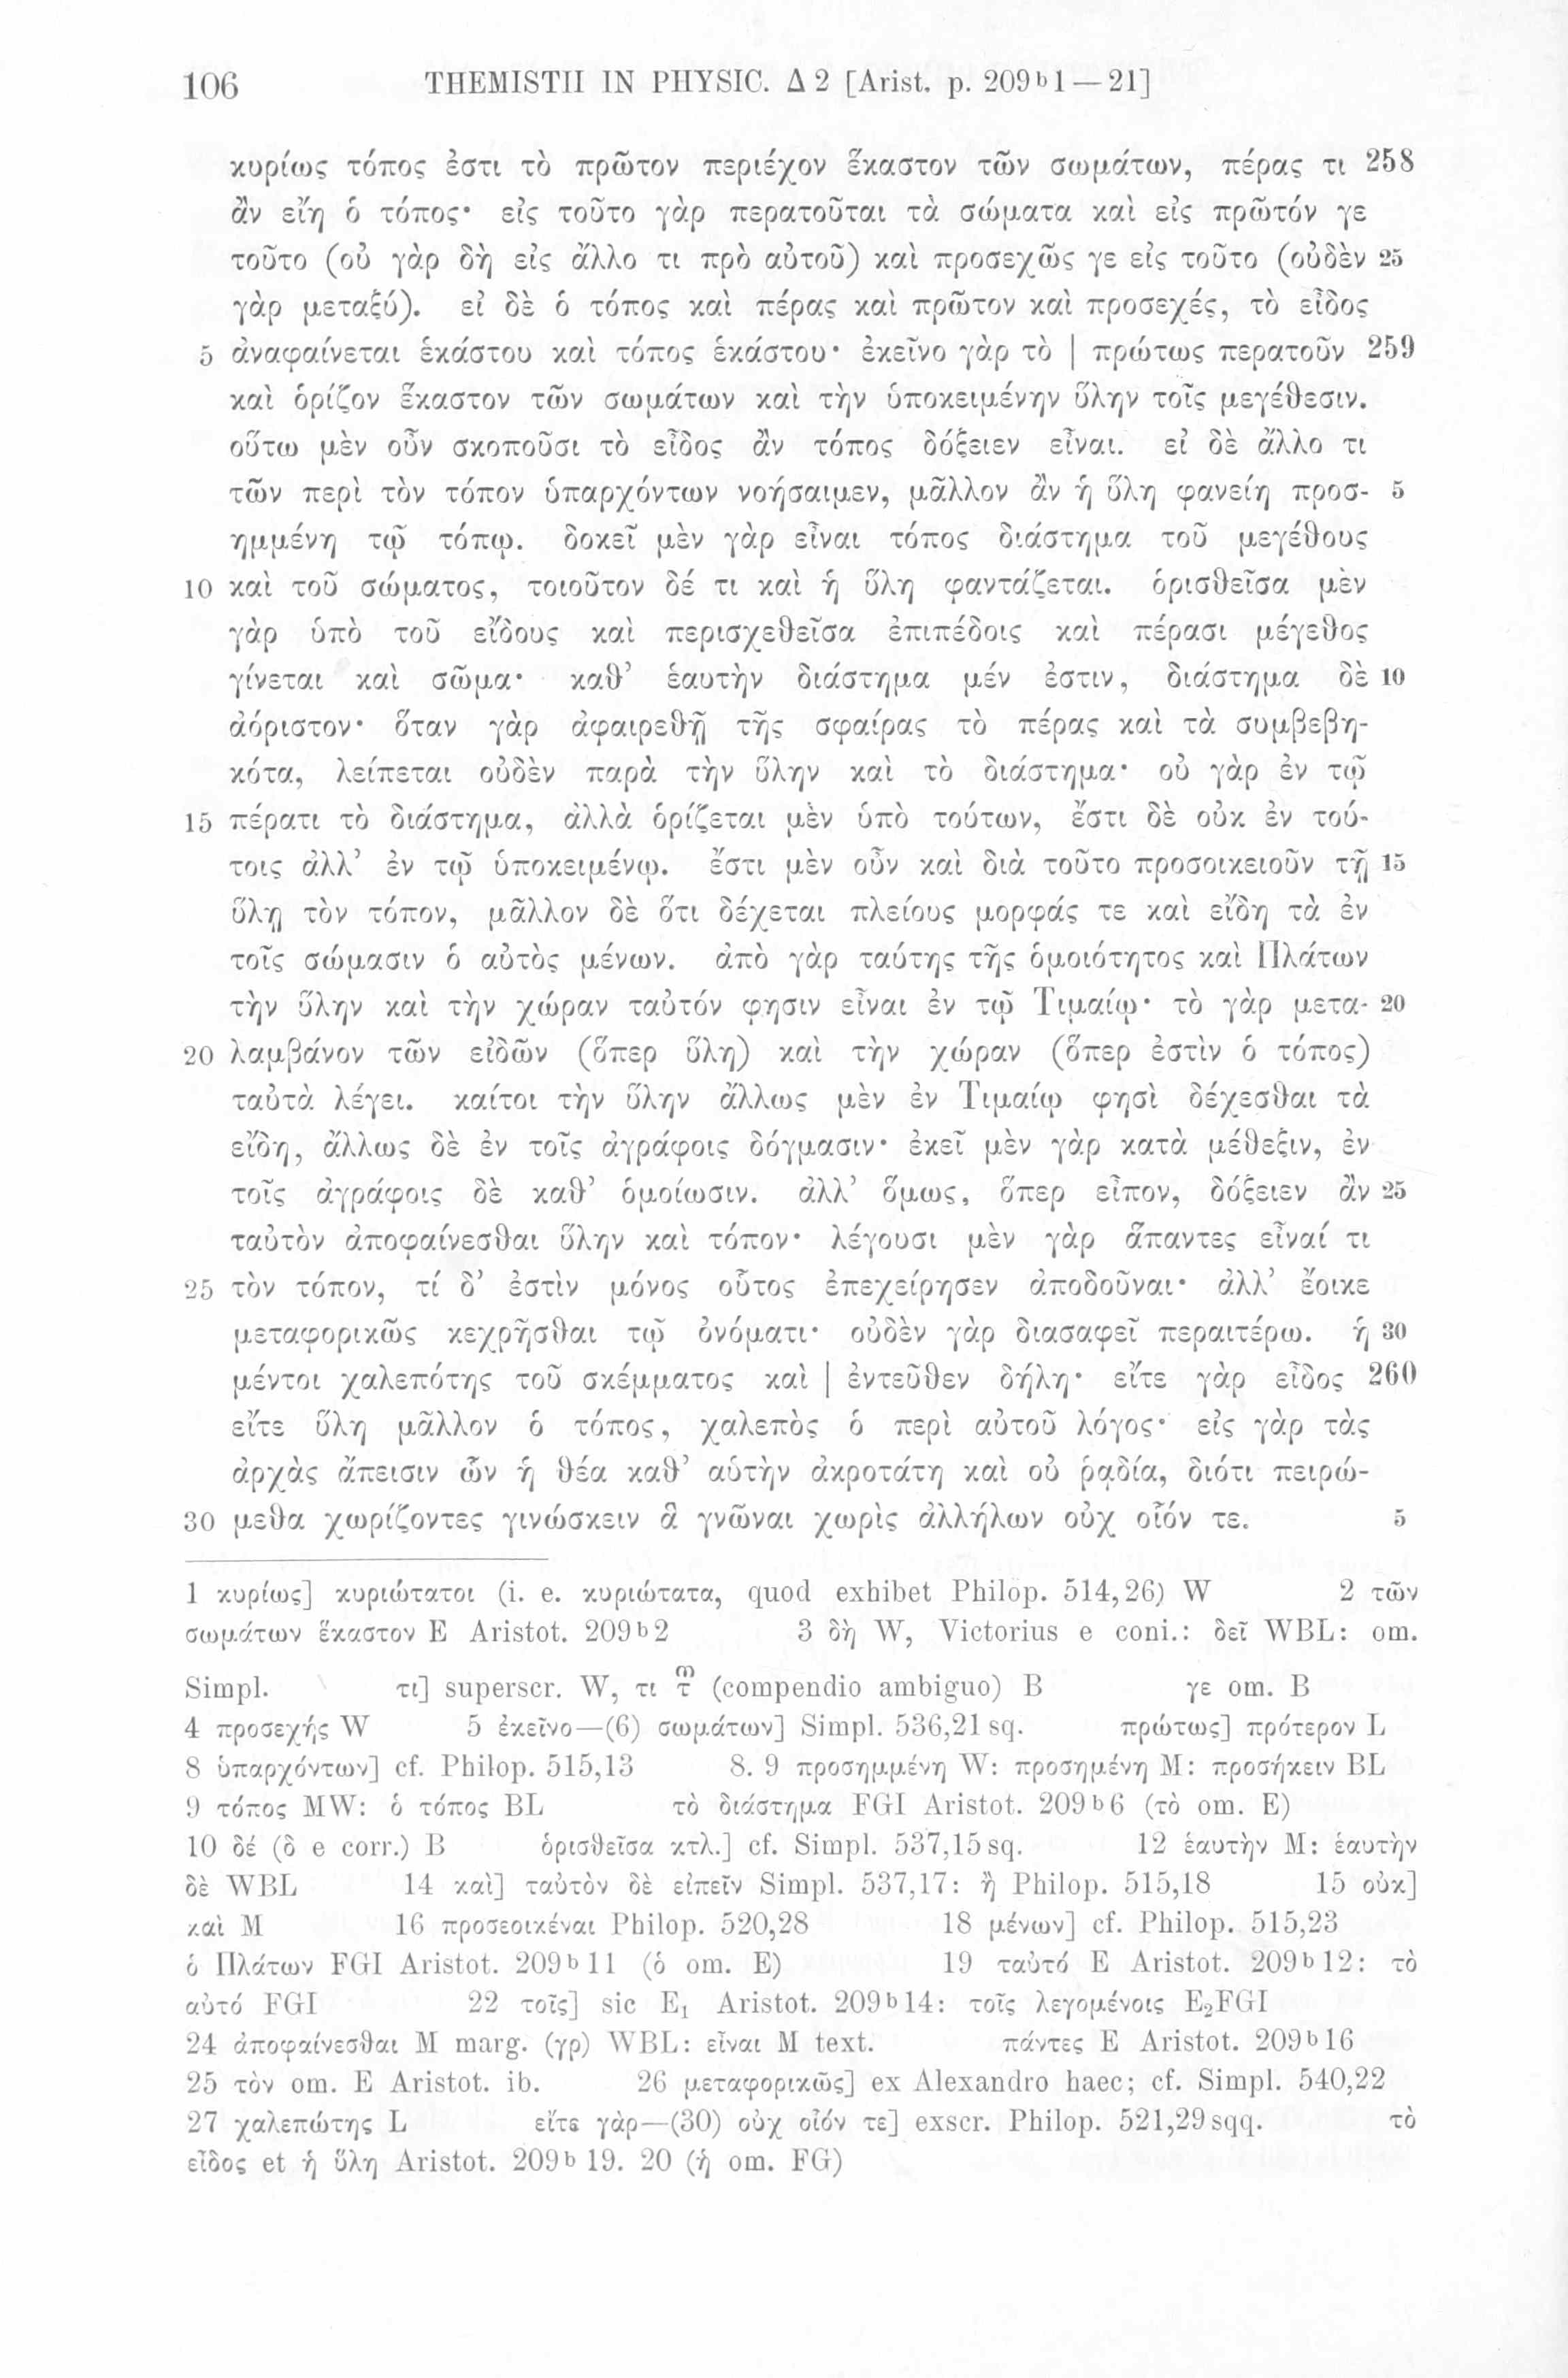 106 THEMISTII IN PHYSIC. Δ 2 [Arist. p. 209ᵇ1—21]
κυρίως τόπος ἐστι τὸ πρῶτον περιέχον ἕκαστον τῶν σωμάτων, πέρας τι 258
ἂν εἴη ὁ τόπος· εἰς τοῦτο γὰρ περατοῦται τὰ σώματα καὶ εἰς πρῶτόν γε
τοῦτο (οὐ γὰρ δὴ εἰς ἄλλο τι πρὸ αὐτοῦ) καὶ προσεχῶς γε εἰς τοῦτο (οὐδὲν 25
γὰρ μεταξύ). εἰ δὲ ὁ τόπος καὶ πέρας καὶ πρῶτον καὶ προσεχές, τὸ εἶδος
5 ἀναφαίνεται ἑκάστου καὶ τόπος ἑκάστου· ἐκεῖνο γὰρ τὸ | πρώτως περατοῦν 259
καὶ ὁρίζον ἕκαστον τῶν σωμάτων καὶ τὴν ὑποκειμένην ὕλην τοῖς μεγέθεσιν.
οὕτω μὲν οὖν σκοποῦσι τὸ εἶδος ἂν τόπος δόξειεν εἶναι. εἰ δὲ ἄλλο τι
τῶν περὶ τὸν τόπον ὑπαρχόντων νοήσαιμεν, μᾶλλον ἂν ἡ ὕλη φανείη προσ- 5
ημμένη τῷ τόπῳ. δοκεῖ μὲν γὰρ εἶναι τόπος διάστημα τοῦ μεγέθους
10 καὶ τοῦ σώματος, τοιοῦτον δέ τι καὶ ἡ ὕλη φαντάζεται. ὁρισθεῖσα μὲν
γὰρ ὑπὸ τοῦ εἴδους καὶ περισχεθεῖσα ἐπιπέδοις καὶ πέρασι μέγεθος
γίνεται καὶ σῶμα· καθ’ ἑαυτὴν διάστημα μέν ἐστιν, διάστημα δὲ 10
ἀόριστον· ὅταν γὰρ ἀφαιρεθῇ τῆς σφαίρας τὸ πέρας καὶ τὰ συμβεβη-
κότα, λείπεται οὐδὲν παρὰ τὴν ὕλην καὶ τὸ διάστημα· οὐ γὰρ ἐν τῷ
15 πέρατι τὸ διάστημα, ἀλλὰ ὁρίζεται μὲν ὑπὸ τούτων, ἔστι δὲ οὐκ ἐν τού-
τοις ἀλλ’ ἐν τῷ ὑποκειμένῳ. ἔστι μὲν οὖν καὶ διὰ τοῦτο προσοικειοῦν τῇ 15
ὕλῃ τὸν τόπον, μᾶλλον δὲ ὅτι δέχεται πλείους μορφάς τε καὶ εἴδη τὰ ἐν
τοῖς σώμασιν ὁ αὐτὸς μένων. ἀπὸ γὰρ ταύτης τῆς ὁμοιότητος καὶ Πλάτων
τὴν ὕλην καὶ τὴν χώραν ταὐτόν φησιν εἶναι ἐν τῷ Τιμαίῳ· τὸ γὰρ μετα- 20
20 λαμβάνον τῶν εἰδῶν (ὅπερ ὕλη) καὶ τὴν χώραν (ὅπερ ἐστὶν ὁ τόπος)
ταὐτὰ λέγει. καίτοι τὴν ὕλην ἄλλως μὲν ἐν Τιμαίῳ φησὶ δέχεσθαι τὰ
εἴδη, ἄλλως δὲ ἐν τοῖς ἀγράφοις δόγμασιν· ἐκεῖ μὲν γὰρ κατὰ μέθεξιν, ἐν
τοῖς ἀγράφοις δὲ καθ’ ὁμοίωσιν. ἀλλ’ ὅμως, ὅπερ εἶπον, δόξειεν ἂν 25
ταὐτὸν ἀποφαίνεσθαι ὕλην καὶ τόπον· λέγουσι μὲν γὰρ ἅπαντες εἶναί τι
25 τὸν τόπον, τί δ’ ἐστὶν μόνος οὗτος ἐπεχείρησεν ἀποδοῦναι· ἀλλ’ ἔοικε
μεταφορικῶς κεχρῆσθαι τῷ ὀνόματι· οὐδὲν γὰρ διασαφεῖ περαιτέρω. ἡ 30
μέντοι χαλεπότης τοῦ σκέμματος καὶ | ἐντεῦθεν δήλη· εἴτε γὰρ εἶδος 260
εἴτε ὕλη μᾶλλον ὁ τόπος, χαλεπὸς ὁ περὶ αὐτοῦ λόγος· εἰς γὰρ τὰς
ἀρχὰς ἄπεισιν ὧν ἡ θέα καθ’ αὑτὴν ἀκροτάτη καὶ οὐ ῥᾳδία, διότι πειρώ-
30 μεθα χωρίζοντες γινώσκειν ἃ γνῶναι χωρὶς ἀλλήλων οὐχ οἷόν τε. 5
1 κυρίως] κυριώτατοι (i. e. κυριώτατα, quod exhibet Philop. 514,26) W 2 τῶν
σωμάτων ἕκαστον E Aristot. 209ᵇ2 3 δὴ W, Victorius e coni.: δεῖ WBL: om.
Simpl. τι] superscr. W, τι τ (compendio ambiguo) B γε om. B
4 προσεχής W 5 ἐκεῖνο—(6) σωμάτων] Simpl. 536,21 sq. πρώτως] πρότερον L
8 ὑπαρχόντων] cf. Philop. 515,13 8. 9 προσημμένη W: προσημένη M: προσήκειν BL
9 τόπος MW: ὁ τόπος BL τὸ διάστημα FGI Aristot. 209ᵇ6 (τὸ om. E)
10 δέ (δ e corr.) B ὁρισθεῖσα κτλ.] cf. Simpl. 537,15 sq. 12 ἑαυτὴν M: ἑαυτὴν
δὲ WBL 14 καὶ] ταὐτὸν δὲ εἰπεῖν Simpl. 537,17: ἢ Philop. 515,18 15 οὐκ]
καὶ M 16 προσεοικέναι Philop. 520,28 18 μένων] cf. Philop. 515,23
ὁ Πλάτων FGI Aristot. 209ᵇ11 (ὁ om. E) 19 ταὐτό E Aristot. 209ᵇ12: τὸ
αὐτό FGI 22 τοῖς] sic E₁ Aristot. 209ᵇ14: τοῖς λεγομένοις E₂FGI
24 ἀποφαίνεσθαι M marg. (γρ) WBL: εἶναι M text. πάντες E Aristot. 209ᵇ16
25 τὸν om. E Aristot. ib. 26 μεταφορικῶς] ex Alexandro haec; cf. Simpl. 540,22
27 χαλεπώτης L εἴτε γὰρ—(30) οὐχ οἷόν τε] exscr. Philop. 521,29 sqq. τὸ
εἶδος et ἡ ὕλη Aristot. 209ᵇ 19. 20 (ἡ om. FG)